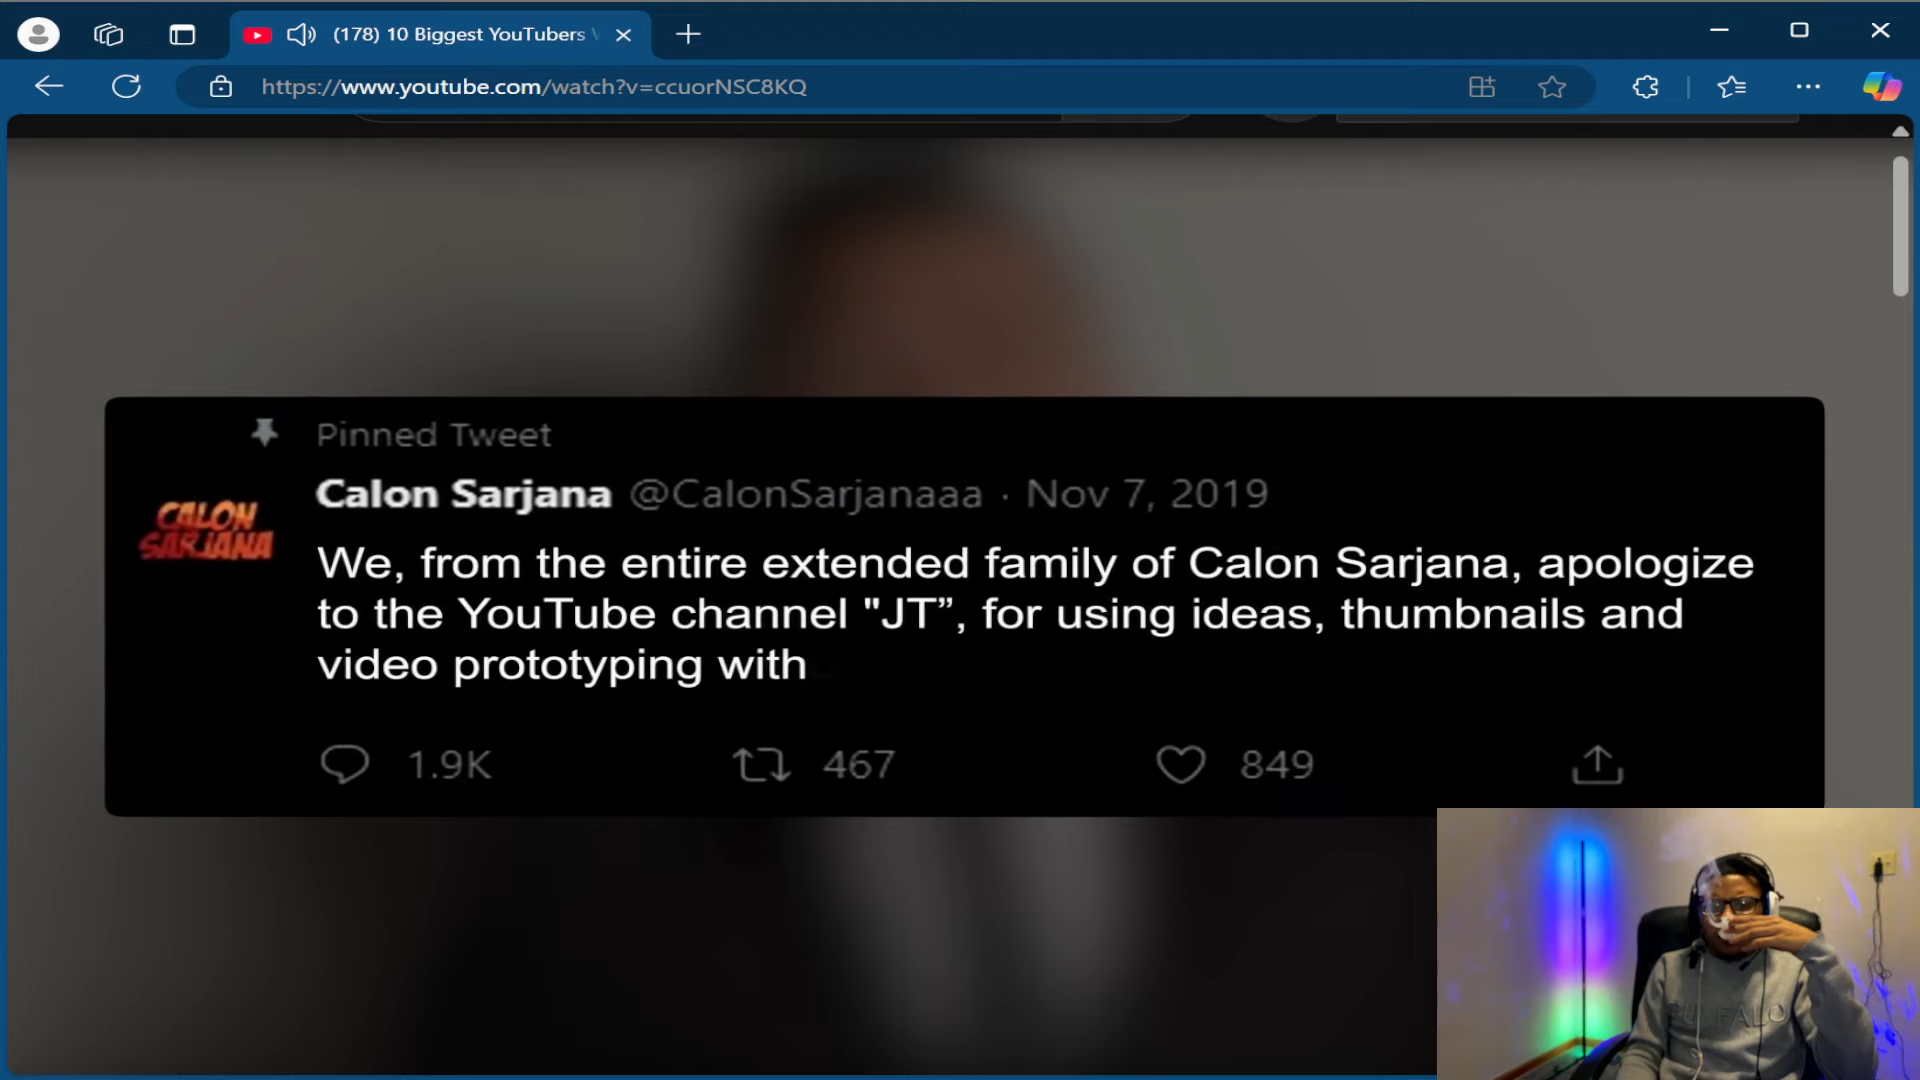 (178) 10 Biggest YouTubers
https://www.youtube.com/watch?v=ccuorNSC8KQ
Pinned Tweet
CALON
SARJANA
Calon Sarjana @CalonSarjanaaa · Nov 7, 2019
We, from the entire extended family of Calon Sarjana, apologize
to the YouTube channel "JT”, for using ideas, thumbnails and
video prototyping with
1.9K 467 849
BUFFALO